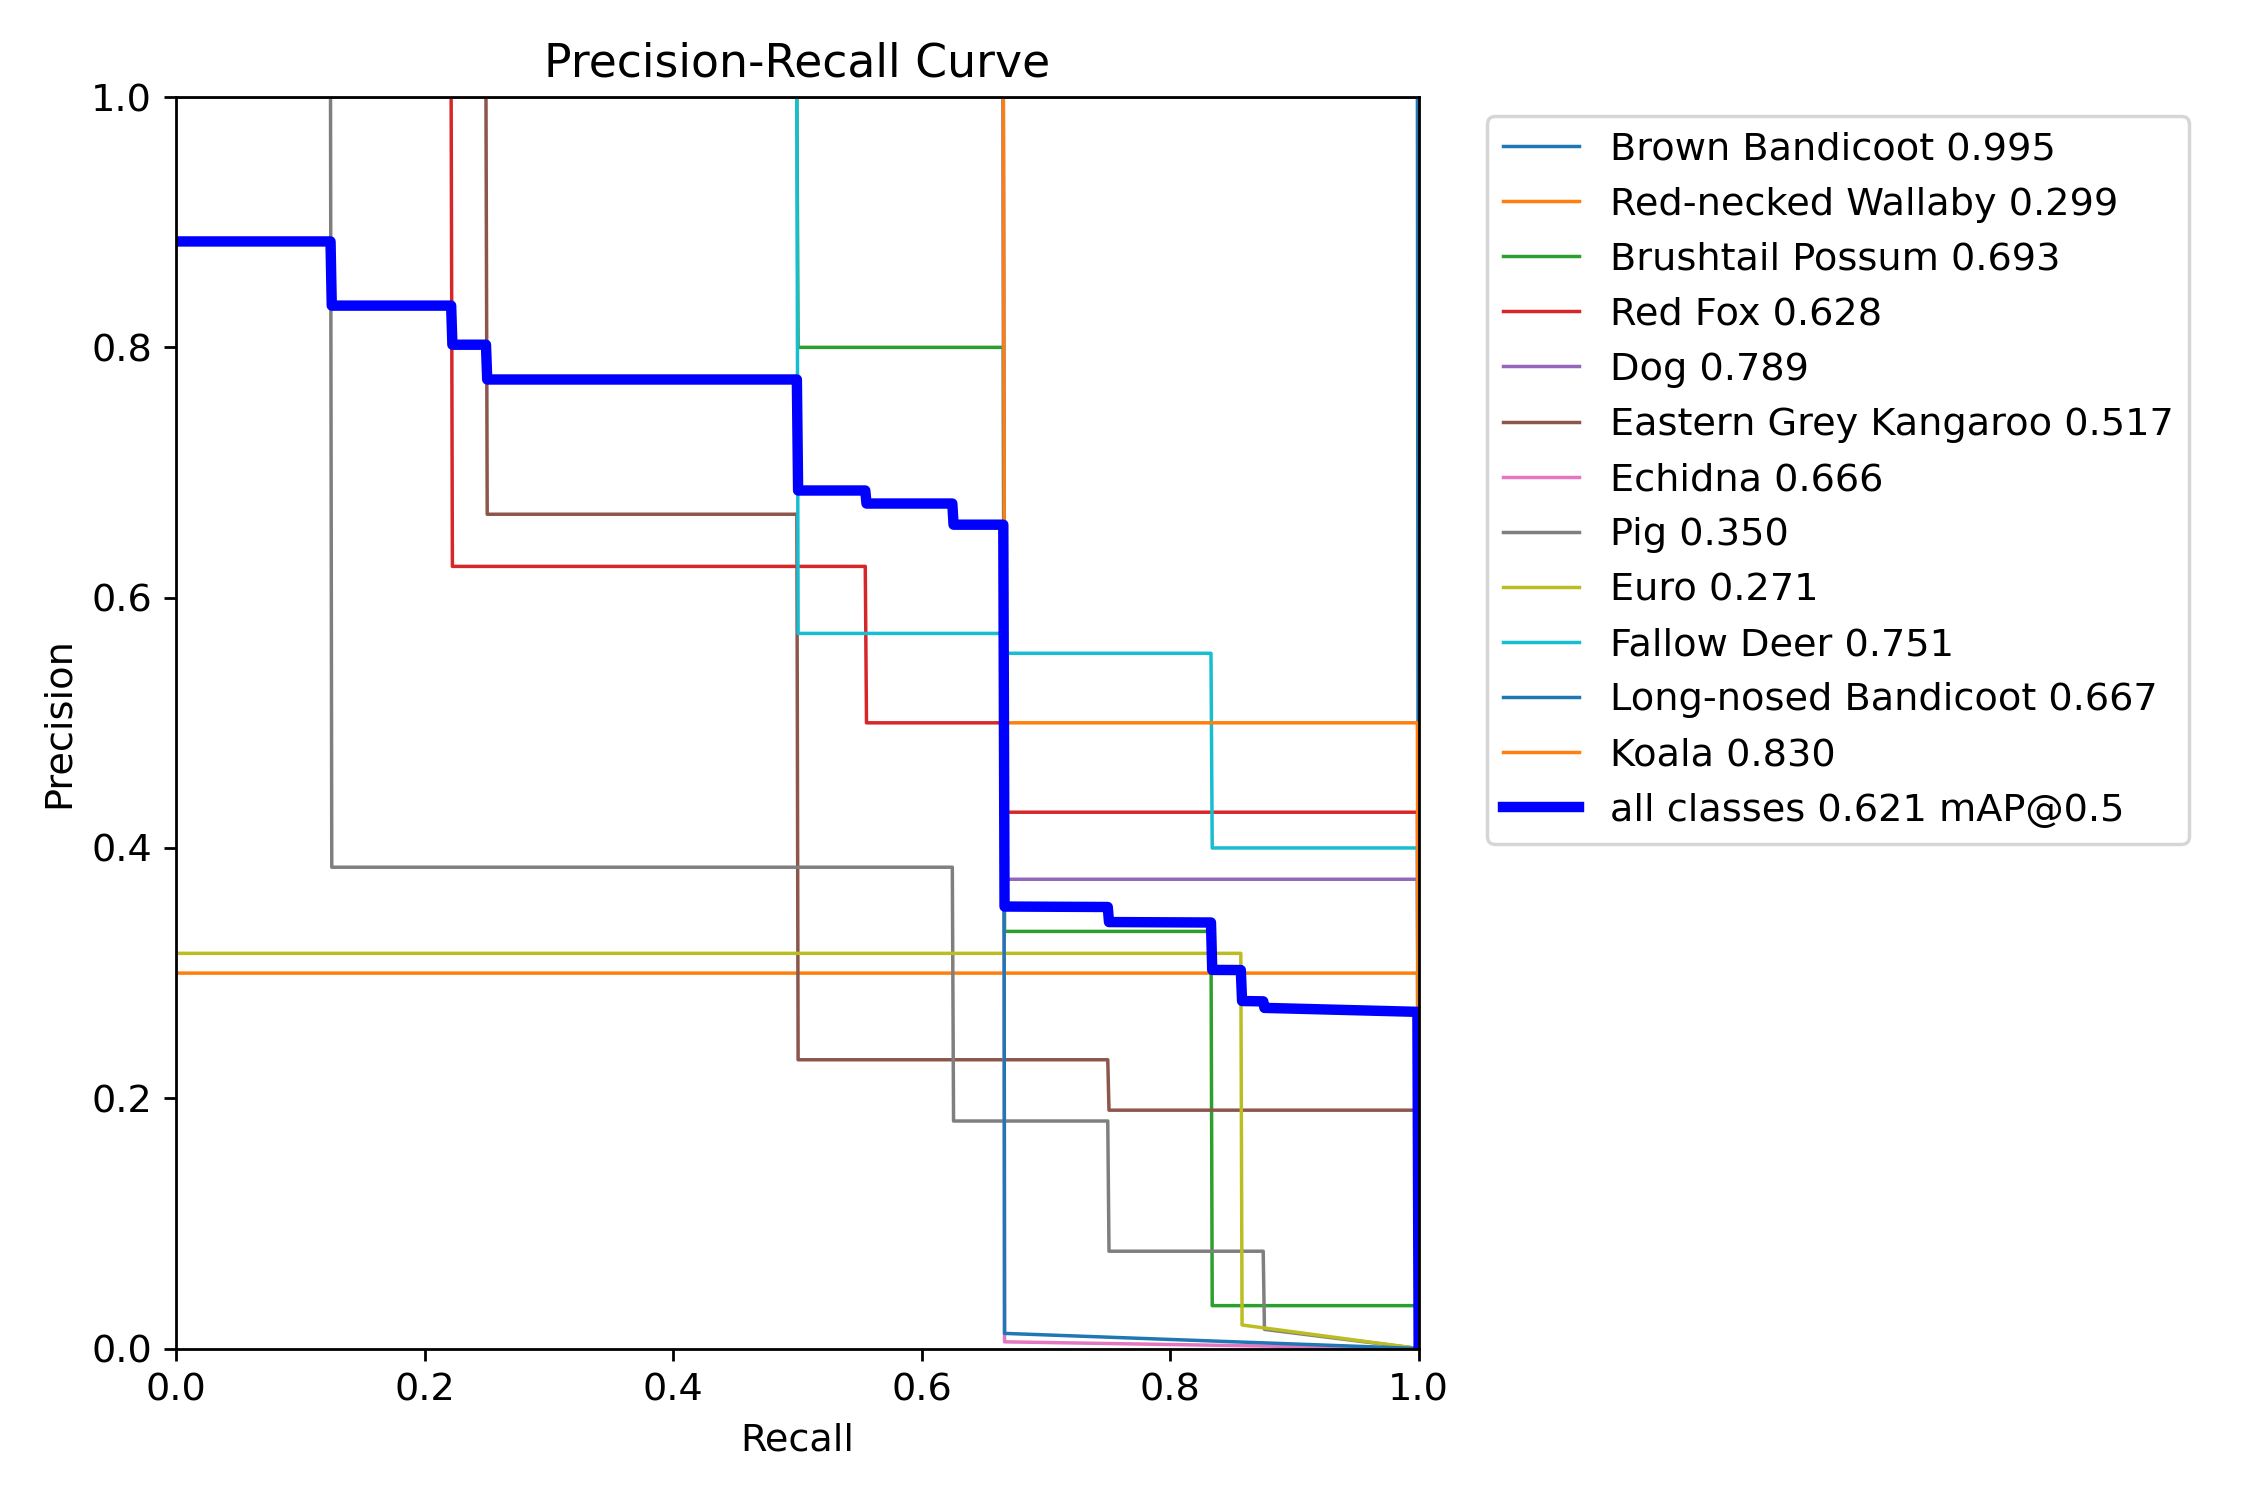 Precision-Recall Curve
1.0
0.8
0.6
0.4
0.2
0.0
Precision
0.0 0.2 0.4 0.6 0.8 1.0
Recall
Brown Bandicoot 0.995
Red-necked Wallaby 0.299
Brushtail Possum 0.693
Red Fox 0.628
Dog 0.789
Eastern Grey Kangaroo 0.517
Echidna 0.666
Pig 0.350
Euro 0.271
Fallow Deer 0.751
Long-nosed Bandicoot 0.667
Koala 0.830
all classes 0.621 mAP@0.5